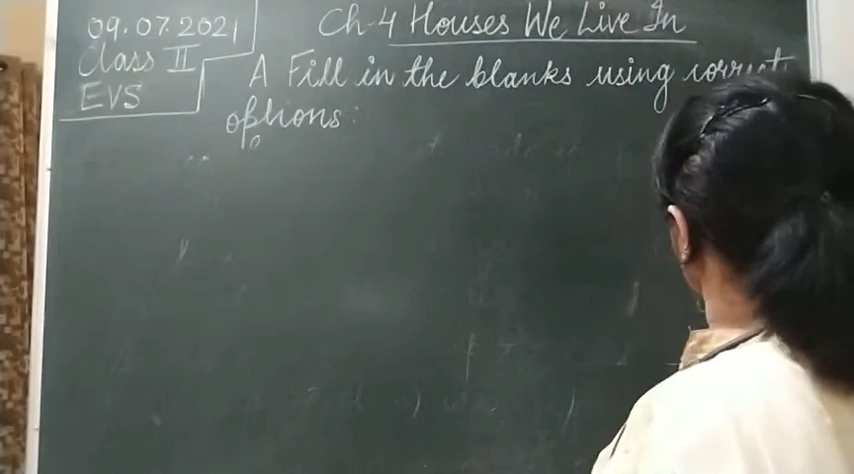 09.07.2021
Class II
EVS
Ch-4 Houses We Live In
A Fill in the blanks using correct
options: